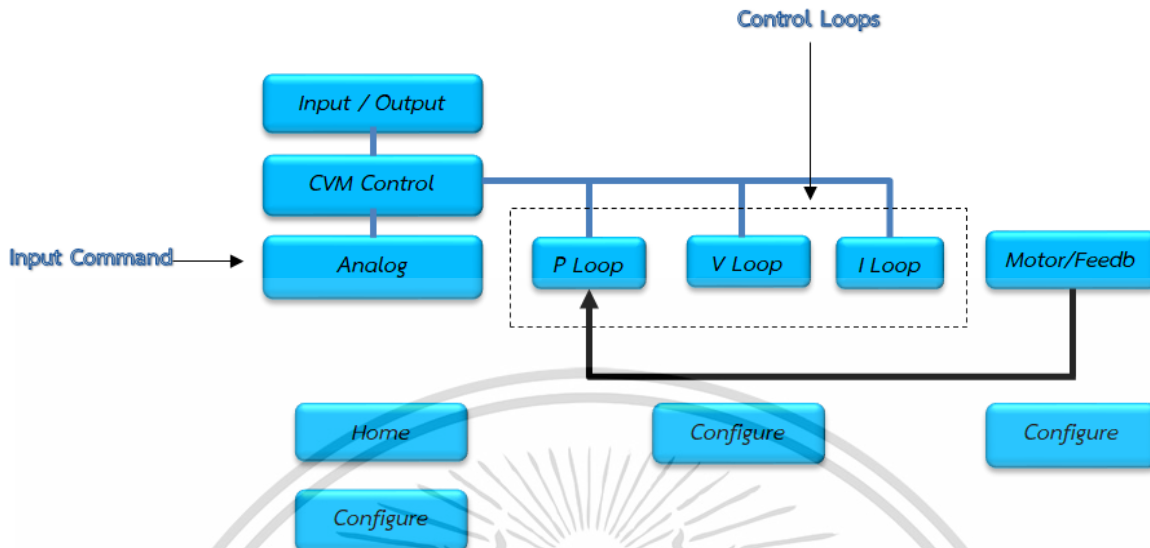 Control Loops
Input / Output
CVM Control
Input Command
Analog
P Loop
V Loop
I Loop
Motor/Feedb
Home
Configure
Configure
Configure